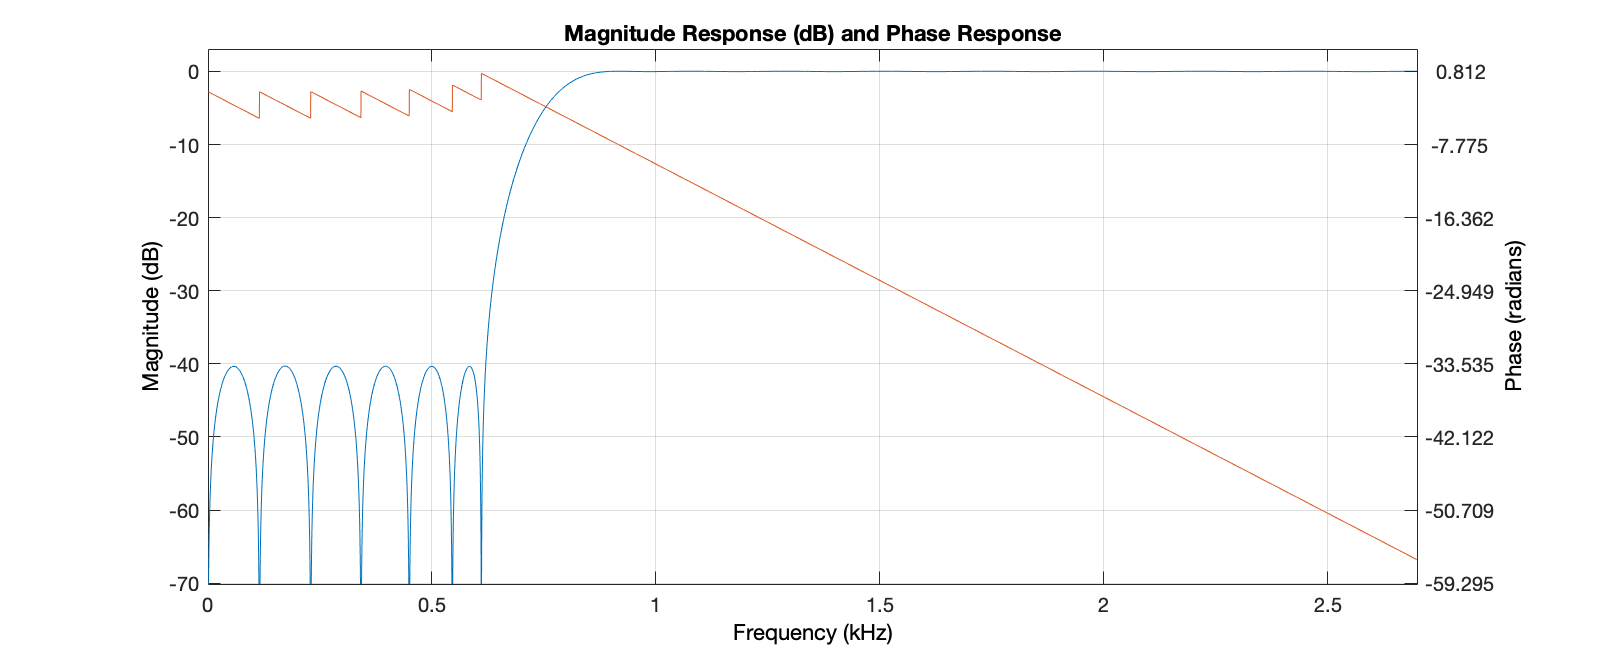 Magnitude Response (dB) and Phase Response
0 0.812
-10 -7.775
-20 -16.362
-30 -24.949
-40 -33.535
-50 -42.122
-60 -50.709
-70 -59.295
Magnitude (dB)
Phase (radians)
0 0.5 1 1.5 2 2.5
Frequency (kHz)